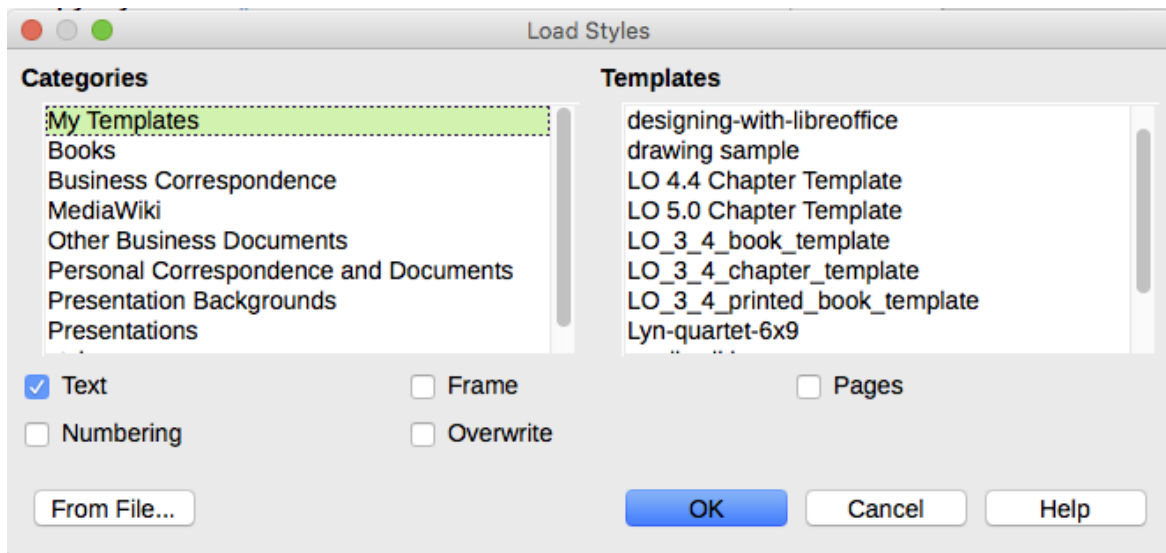 Load Styles
Categories
Templates
My Templates
Books
Business Correspondence
MediaWiki
Other Business Documents
Personal Correspondence and Documents
Presentation Backgrounds
Presentations
designing-with-libreoffice
drawing sample
LO 4.4 Chapter Template
LO 5.0 Chapter Template
LO_3_4_book_template
LO_3_4_chapter_template
LO_3_4_printed_book_template
Lyn-quartet-6x9
Text
Frame
Pages
Numbering
Overwrite
From File...
OK
Cancel
Help